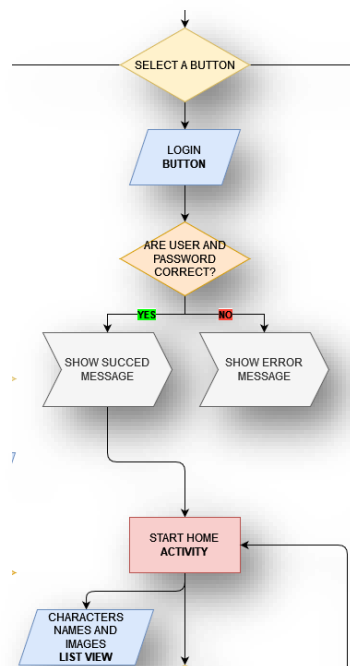 SELECT A BUTTON
LOGIN
BUTTON
ARE USER AND
PASSWORD
CORRECT?
YES
NO
SHOW SUCCED
MESSAGE
SHOW ERROR
MESSAGE
START HOME
ACTIVITY
CHARACTERS
NAMES AND
IMAGES
LIST VIEW